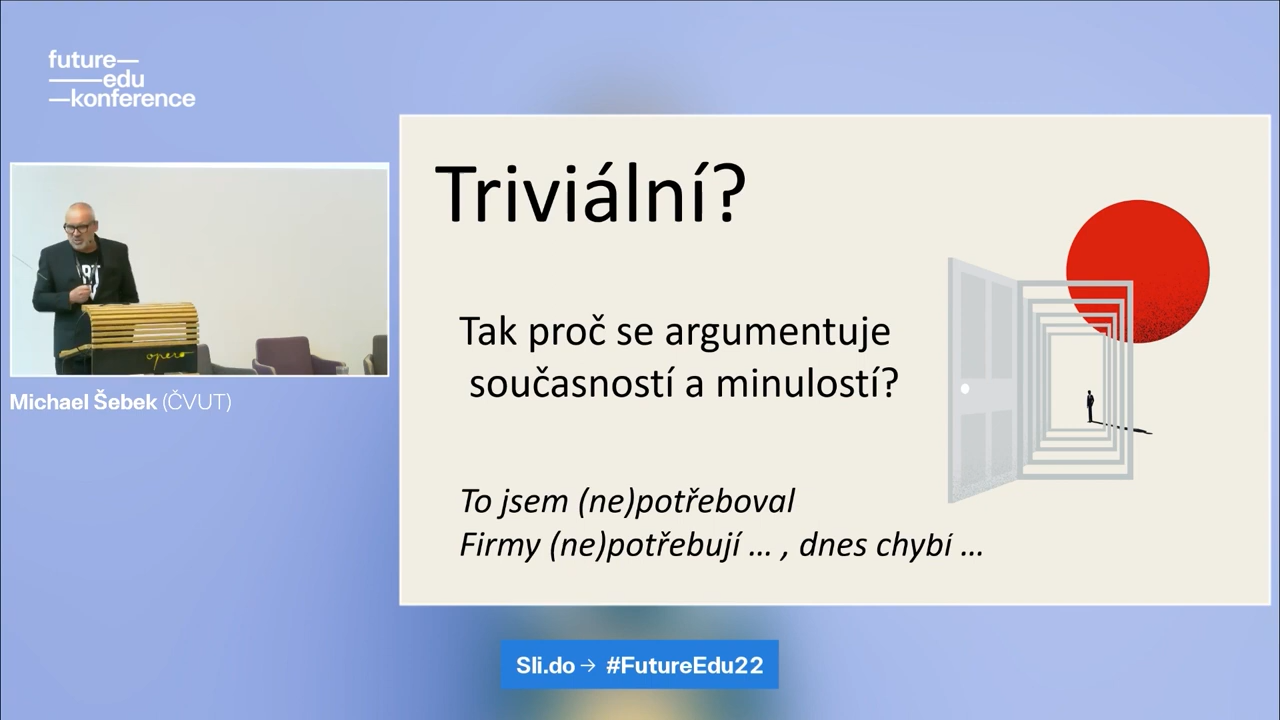 future—
——edu
—konference
Triviální?
Tak proč se argumentuje
současností a minulostí?
To jsem (ne)potřeboval
Firmy (ne)potřebují ... , dnes chybí ...
opero
Michael Šebek (ČVUT)
Sli.do → #FutureEdu22